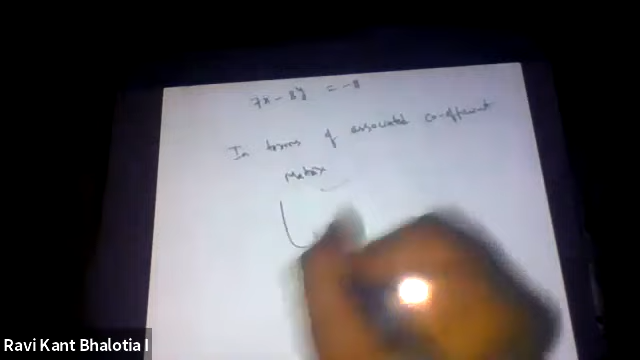 7x - 8y = -11
In terms of associated co-efficient
Matrix
Ravi Kant Bhalotia I